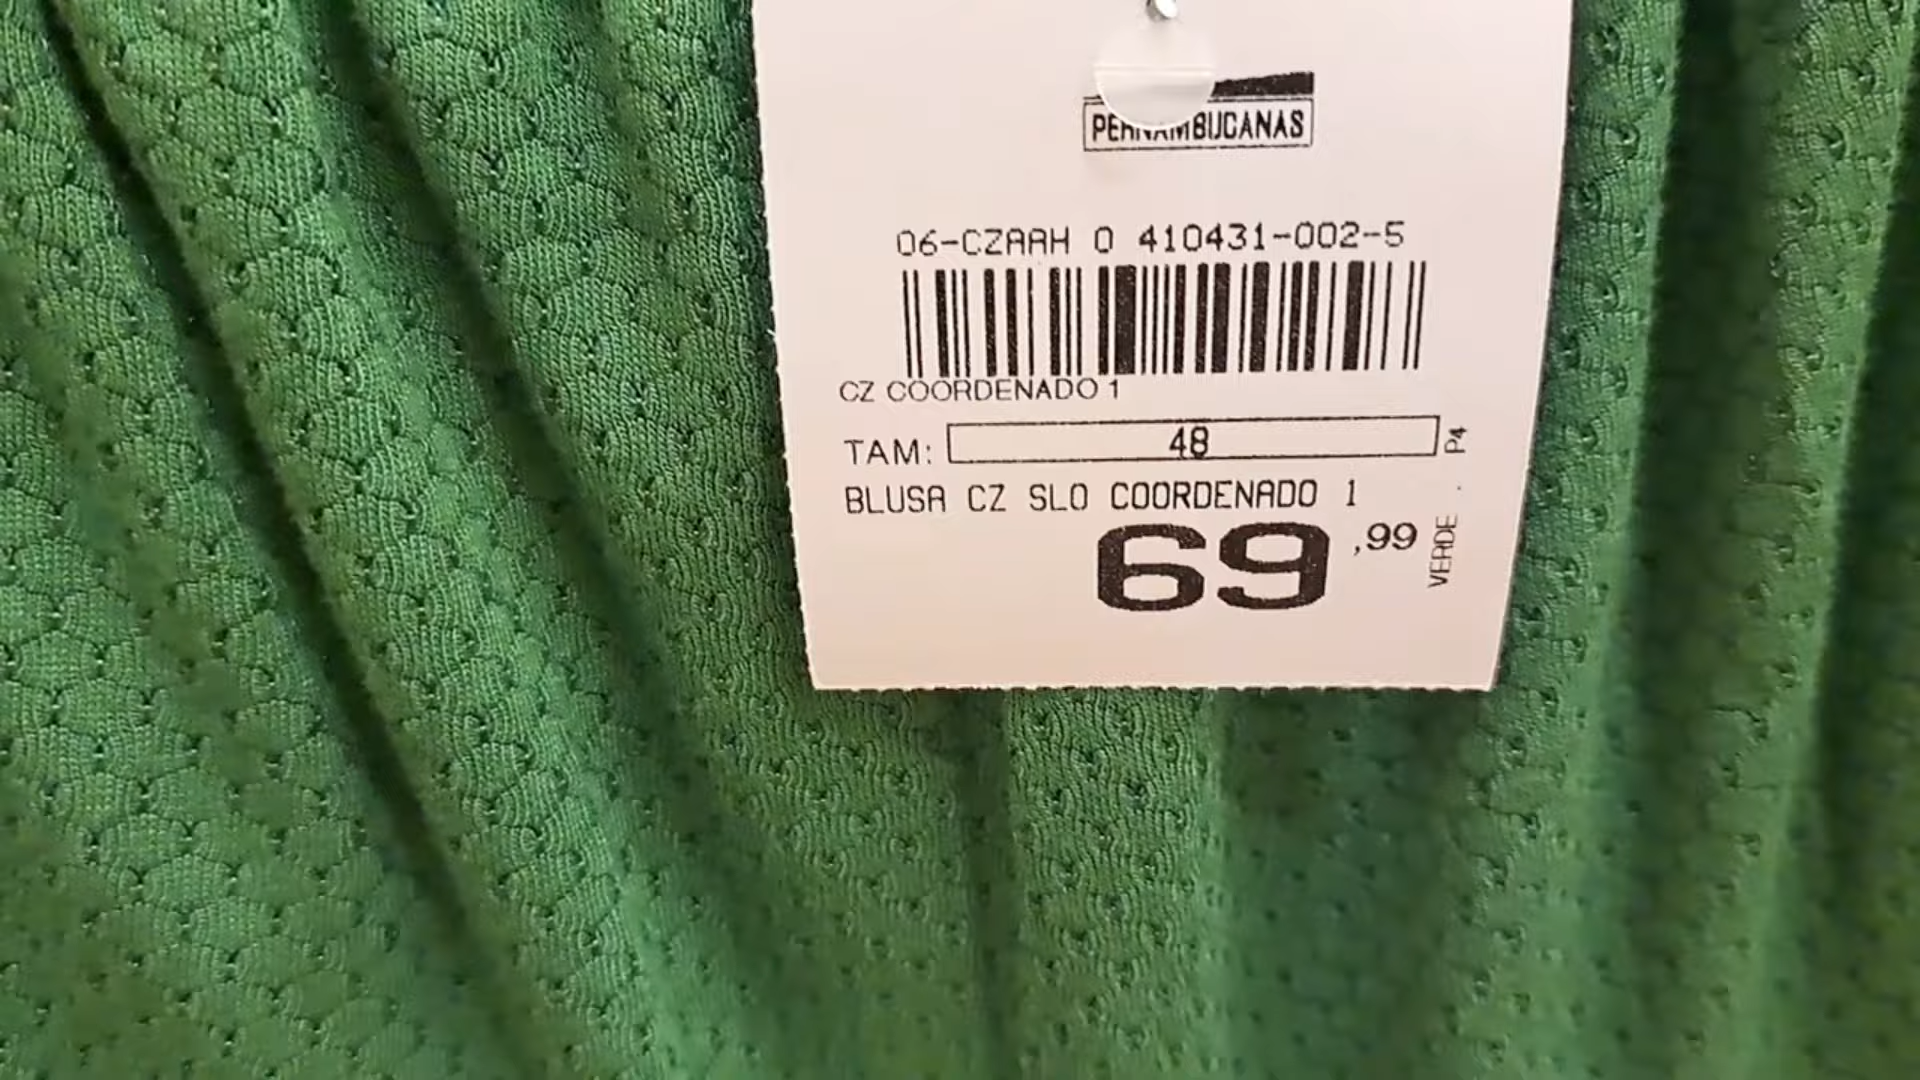 PERNAMBUCANAS
06-CZAAH 0 410431-002-5
CZ COORDENADO 1
TAM: 48
P4
BLUSA CZ SLO COORDENADO 1
69,99
VERDE .